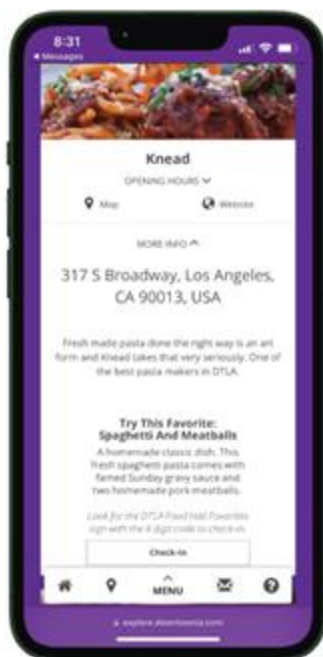 8:31
Messages
Knead
OPENING HOURS
Map
Website
MORE INFO
317 S Broadway, Los Angeles,
CA 90013, USA
Fresh made pasta done the right way is an art
form and Knead takes that very seriously. One of
the best pasta makers in DTLA.
Try This Favorite:
Spaghetti And Meatballs
A homemade classic dish. This
fresh spaghetti pasta comes with
famed Sunday gravy sauce and
two homemade pork meatballs.
Look for the DTLA Food Hall Favorites
sign with the 4 digit code to check-in.
Check-in
MENU
explore.downtownla.com